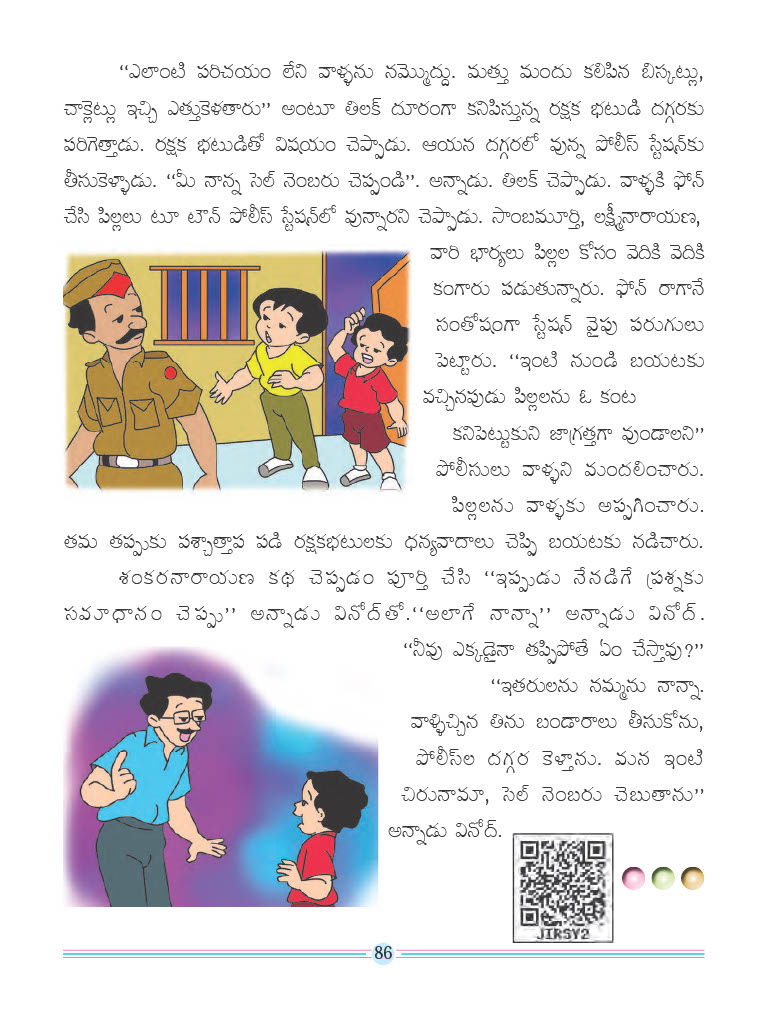 “ఎలాంటి పరిచయం లేని వాళ్ళను నమ్మొద్దు. మత్తు మందు కలిపిన బిస్కట్లు,
చాక్లెట్లు ఇచ్చి ఎత్తుకెళతారు” అంటూ తిలక్ దూరంగా కనిపిస్తున్న రక్షక భటుడి దగ్గరకు
పరిగెత్తాడు. రక్షక భటుడితో విషయం చెప్పాడు. ఆయన దగ్గరలో వున్న పోలీస్ స్టేషన్‌కు
తీసుకెళ్ళాడు. “మీ నాన్న సెల్ నెంబరు చెప్పండి”. అన్నాడు. తిలక్ చెప్పాడు. వాళ్ళకి ఫోన్
చేసి పిల్లలు టూ టౌన్ పోలీస్ స్టేషన్‌లో వున్నారని చెప్పాడు. సాంబమూర్తి, లక్ష్మీనారాయణ,
వారి భార్యలు పిల్లల కోసం వెదికి వెదికి
కంగారు పడుతున్నారు. ఫోన్ రాగానే
సంతోషంగా స్టేషన్ వైపు పరుగులు
పెట్టారు. “ఇంటి నుండి బయటకు
వచ్చినపుడు పిల్లలను ఓ కంట
కనిపెట్టుకుని జాగ్రత్తగా వుండాలని”
పోలీసులు వాళ్ళని మందలించారు.
పిల్లలను వాళ్ళకు అప్పగించారు.
తమ తప్పుకు పశ్చాత్తాప పడి రక్షకభటులకు ధన్యవాదాలు చెప్పి బయటకు నడిచారు.
శంకరనారాయణ కథ చెప్పడం పూర్తి చేసి “ఇప్పుడు నేనడిగే ప్రశ్నకు
సమాధానం చెప్పు” అన్నాడు వినోద్‌తో.“అలాగే నాన్నా” అన్నాడు వినోద్.
“నీవు ఎక్కడైనా తప్పిపోతే ఏం చేస్తావు?”
“ఇతరులను నమ్మను నాన్నా.
వాళ్ళిచ్చిన తిను బండారాలు తీసుకోను,
పోలీస్‌ల దగ్గర కెళ్తాను. మన ఇంటి
చిరునామా, సెల్ నెంబరు చెబుతాను”
అన్నాడు వినోద్.
JIRSY2
86